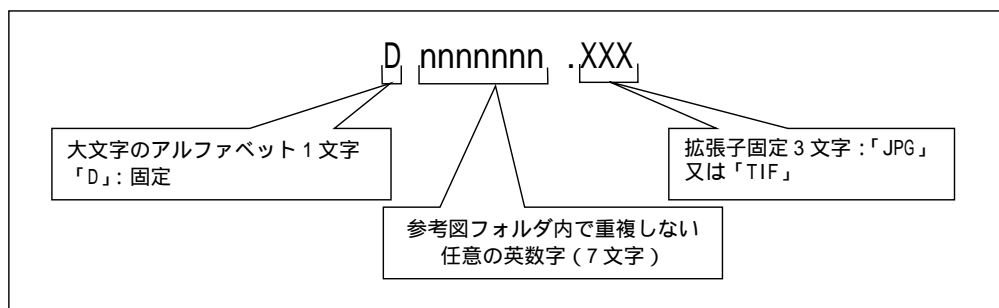 D nnnnnnn .XXX
大文字のアルファベット1文字
「D」：固定
拡張子固定3文字：「JPG」
又は「TIF」
参考図フォルダ内で重複しない
任意の英数字(7文字)